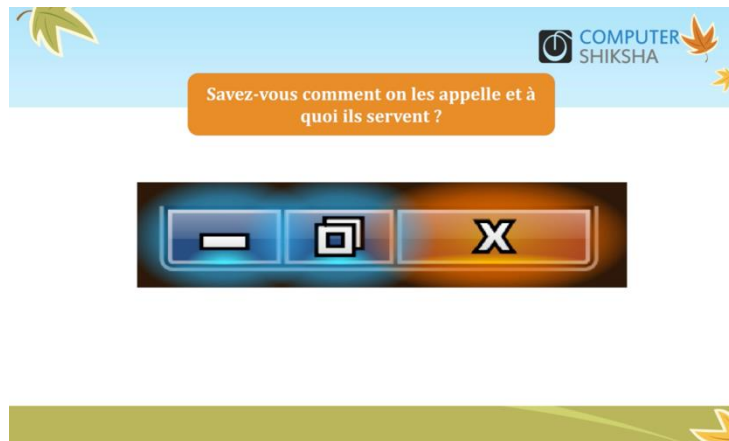 COMPUTER
SHIKSHA
Savez-vous comment on les appelle et à
quoi ils servent ?